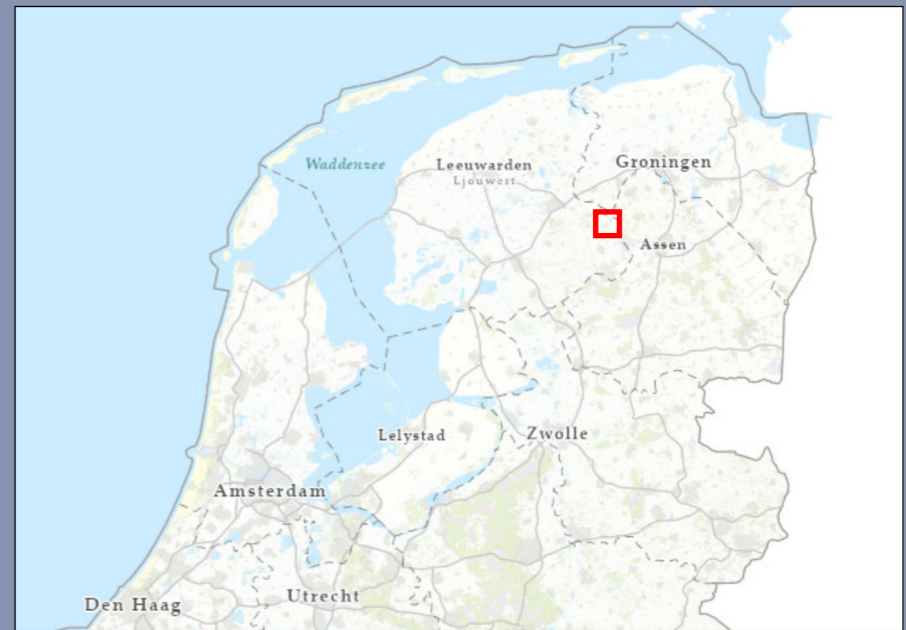 Waddenzee
Leeuwarden
Ljouwert
Groningen
Assen
Lelystad
Zwolle
Amsterdam
Utrecht
Den Haag